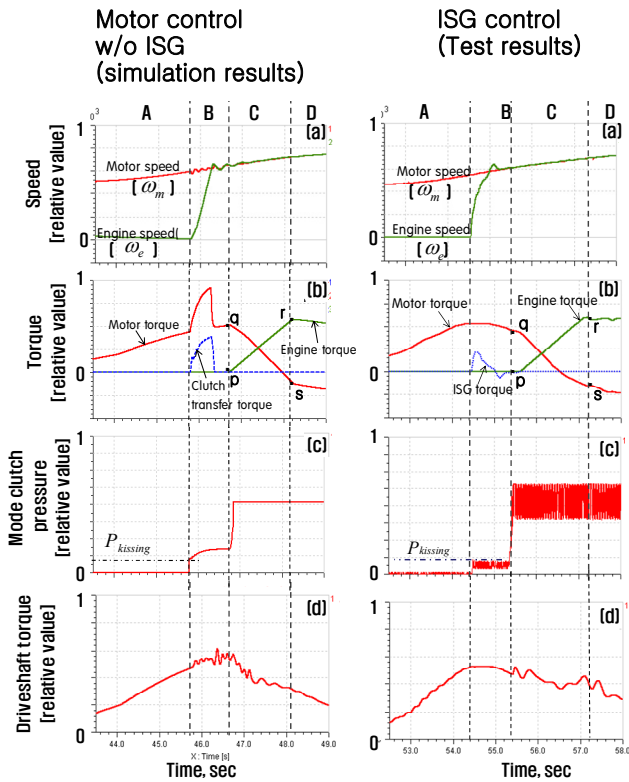 Motor control
w/o ISG
(simulation results)
ISG control
(Test results)
0³
A
B
C
D
(a)
1
2
1
Motor speed
[ ωm ]
Engine speed(
[ ωe ]
0
Speed
[relative value]
0³
A
B
C
D
(a)
1
Motor speed
[ ωm ]
Engine speed
[ωe]
0
(b)
1
q
r
Motor torque
Engine torque
Clutch
transfer torque
p
s
0
Torque
[relative value]
(b)
1
Motor torque
Engine torque
q
r
ISG torque
p
s
0
(c)
1
Pkissing
0
Mode clutch
pressure
[relative value]
(c)
1
Pkissing
0
(d)
1
0
Driveshaft torque
[relative value]
44.0
45.0
46.0
47.0
48.0
49.0
X : Time [s]
Time, sec
(d)
1
0
53.0
54.0
55.0
56.0
57.0
58.0
Time, sec